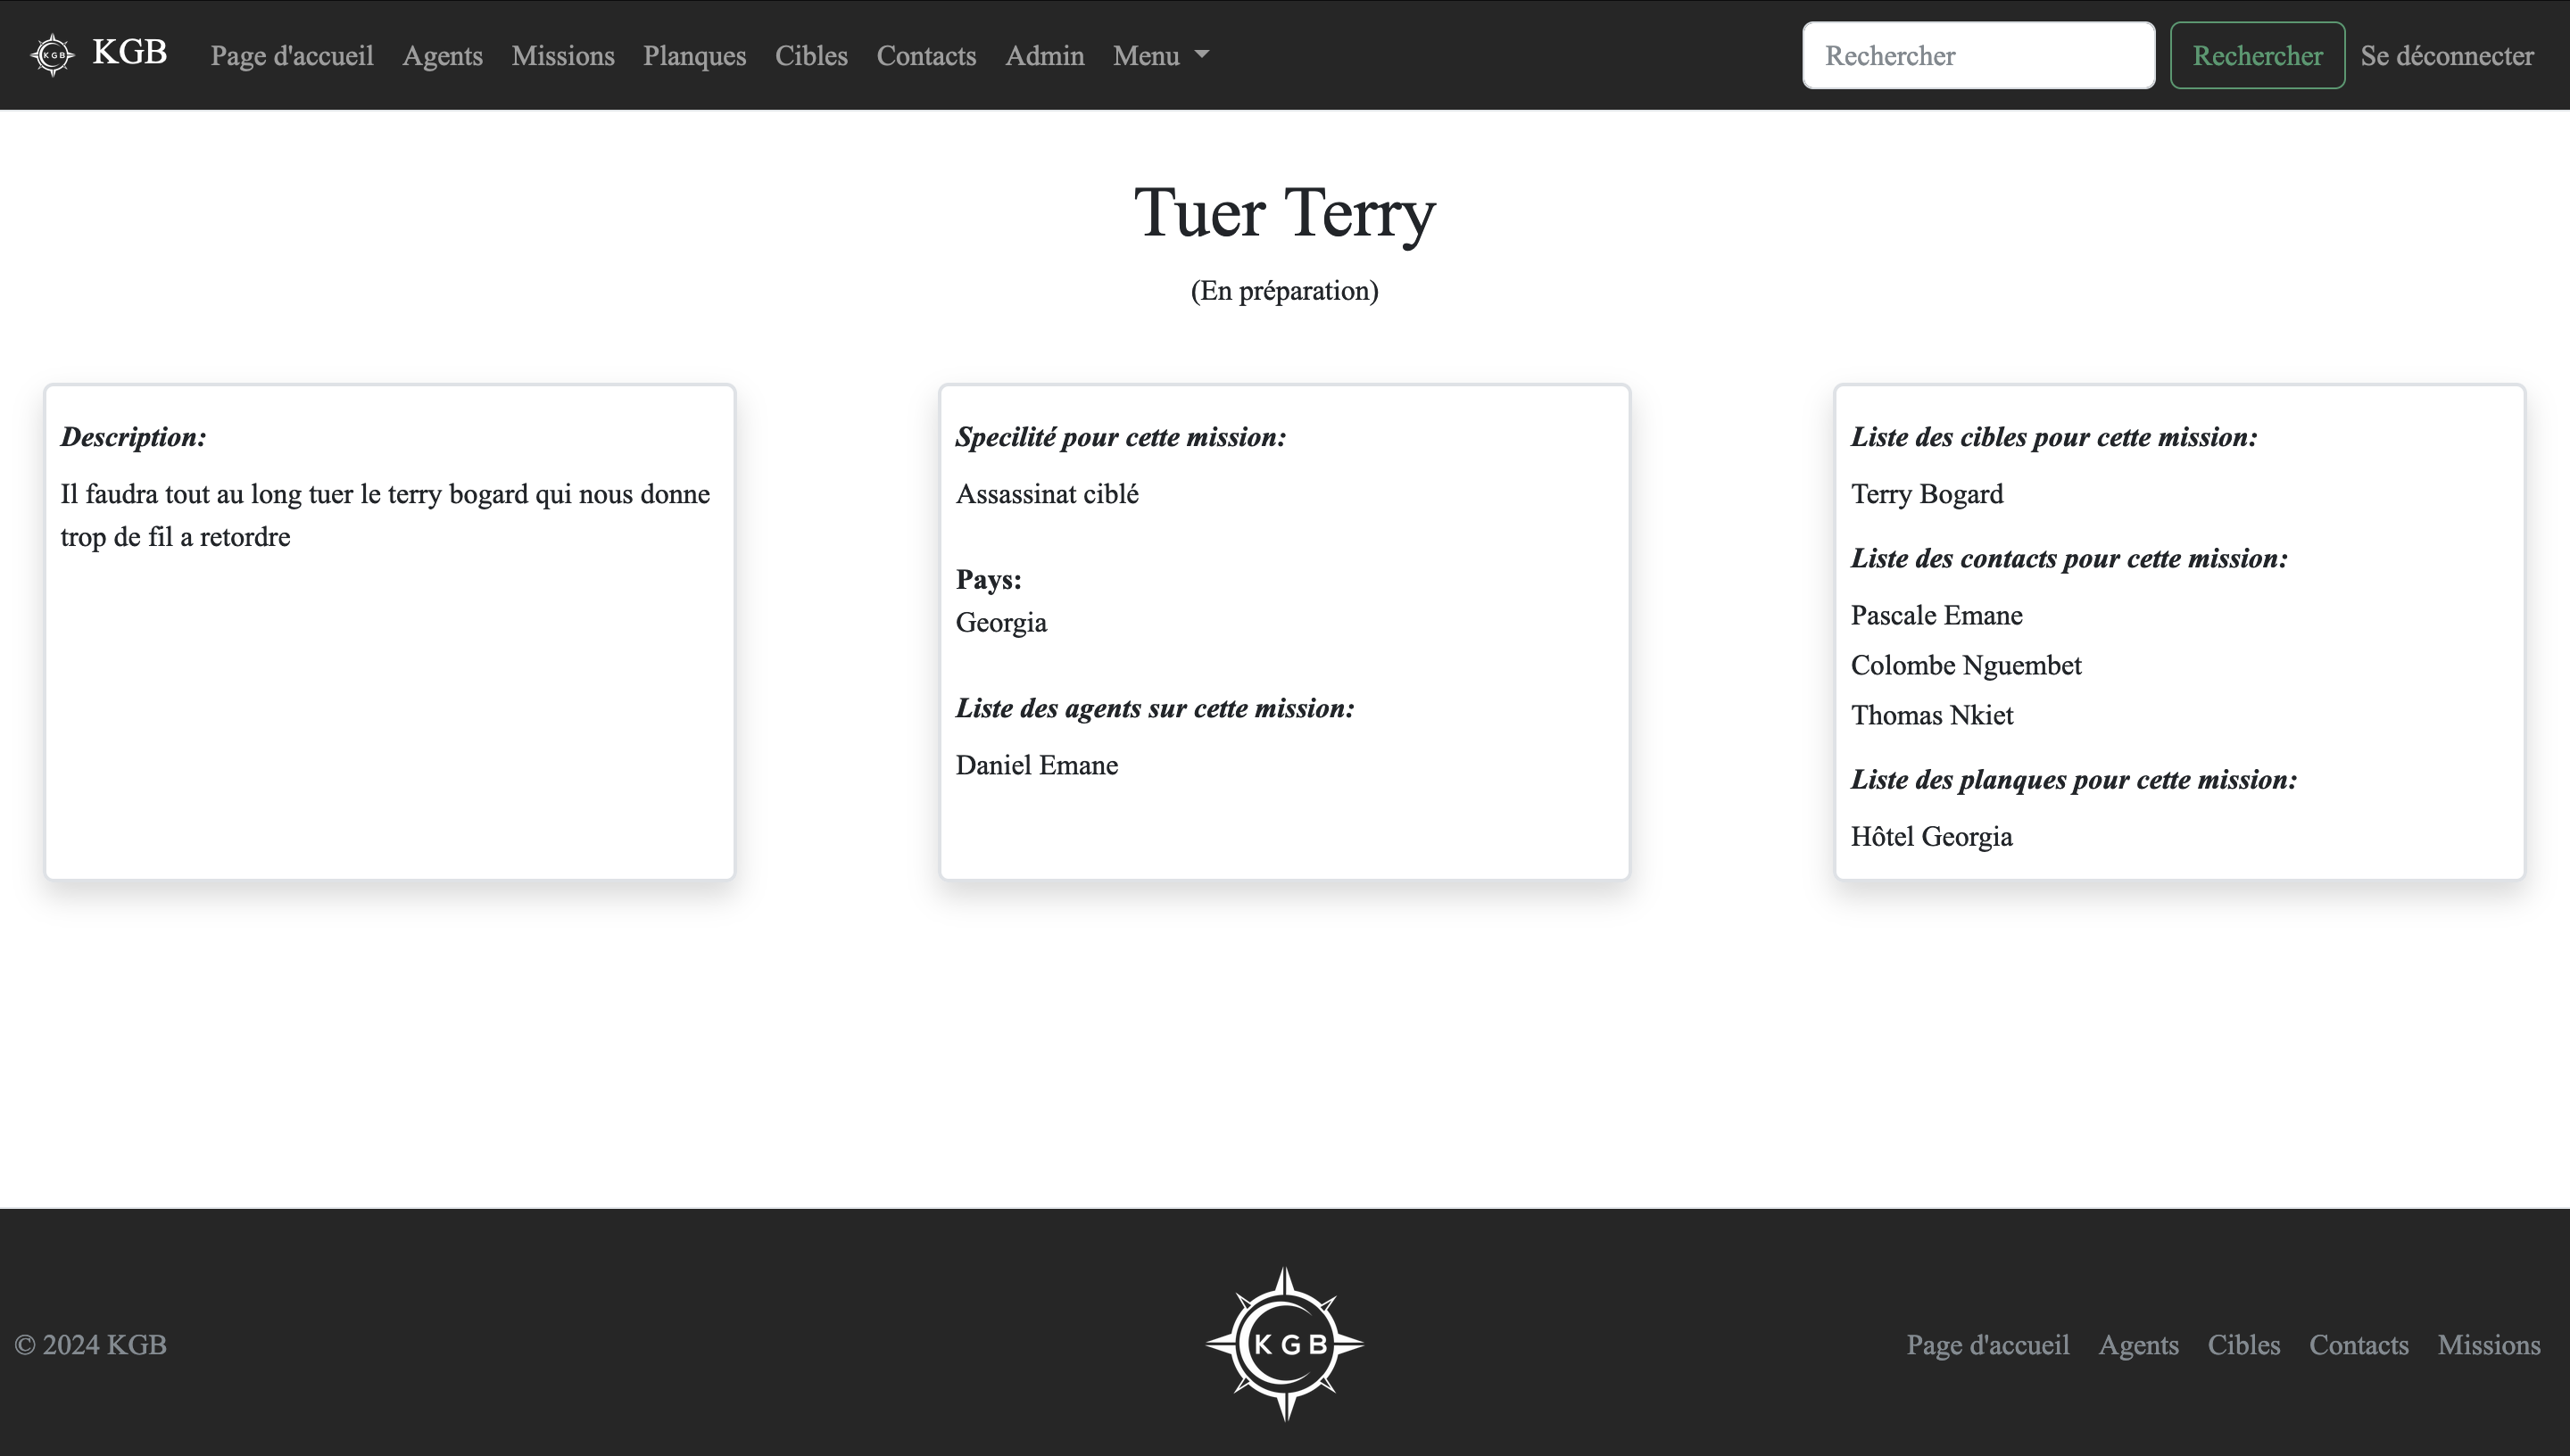 KGB
KGB Page d'accueil Agents Missions Planques Cibles Contacts Admin Menu Rechercher Rechercher Se déconnecter
Tuer Terry
(En préparation)
Description:
Il faudra tout au long tuer le terry bogard qui nous donne
trop de fil a retordre
Specilité pour cette mission:
Assassinat ciblé
Pays:
Georgia
Liste des agents sur cette mission:
Daniel Emane
Liste des cibles pour cette mission:
Terry Bogard
Liste des contacts pour cette mission:
Pascale Emane
Colombe Nguembet
Thomas Nkiet
Liste des planques pour cette mission:
Hôtel Georgia
© 2024 KGB
KGB
Page d'accueil Agents Cibles Contacts Missions